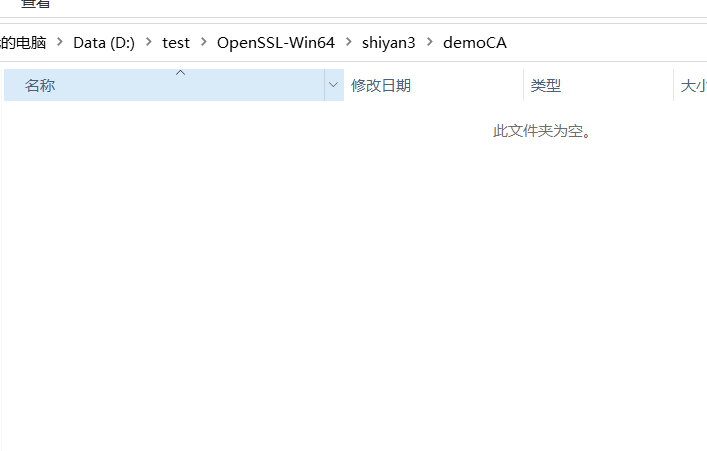 查看
的电脑 > Data (D:) > test > OpenSSL-Win64 > shiyan3 > demoCA
名称 修改日期 类型 大小
此文件夹为空。